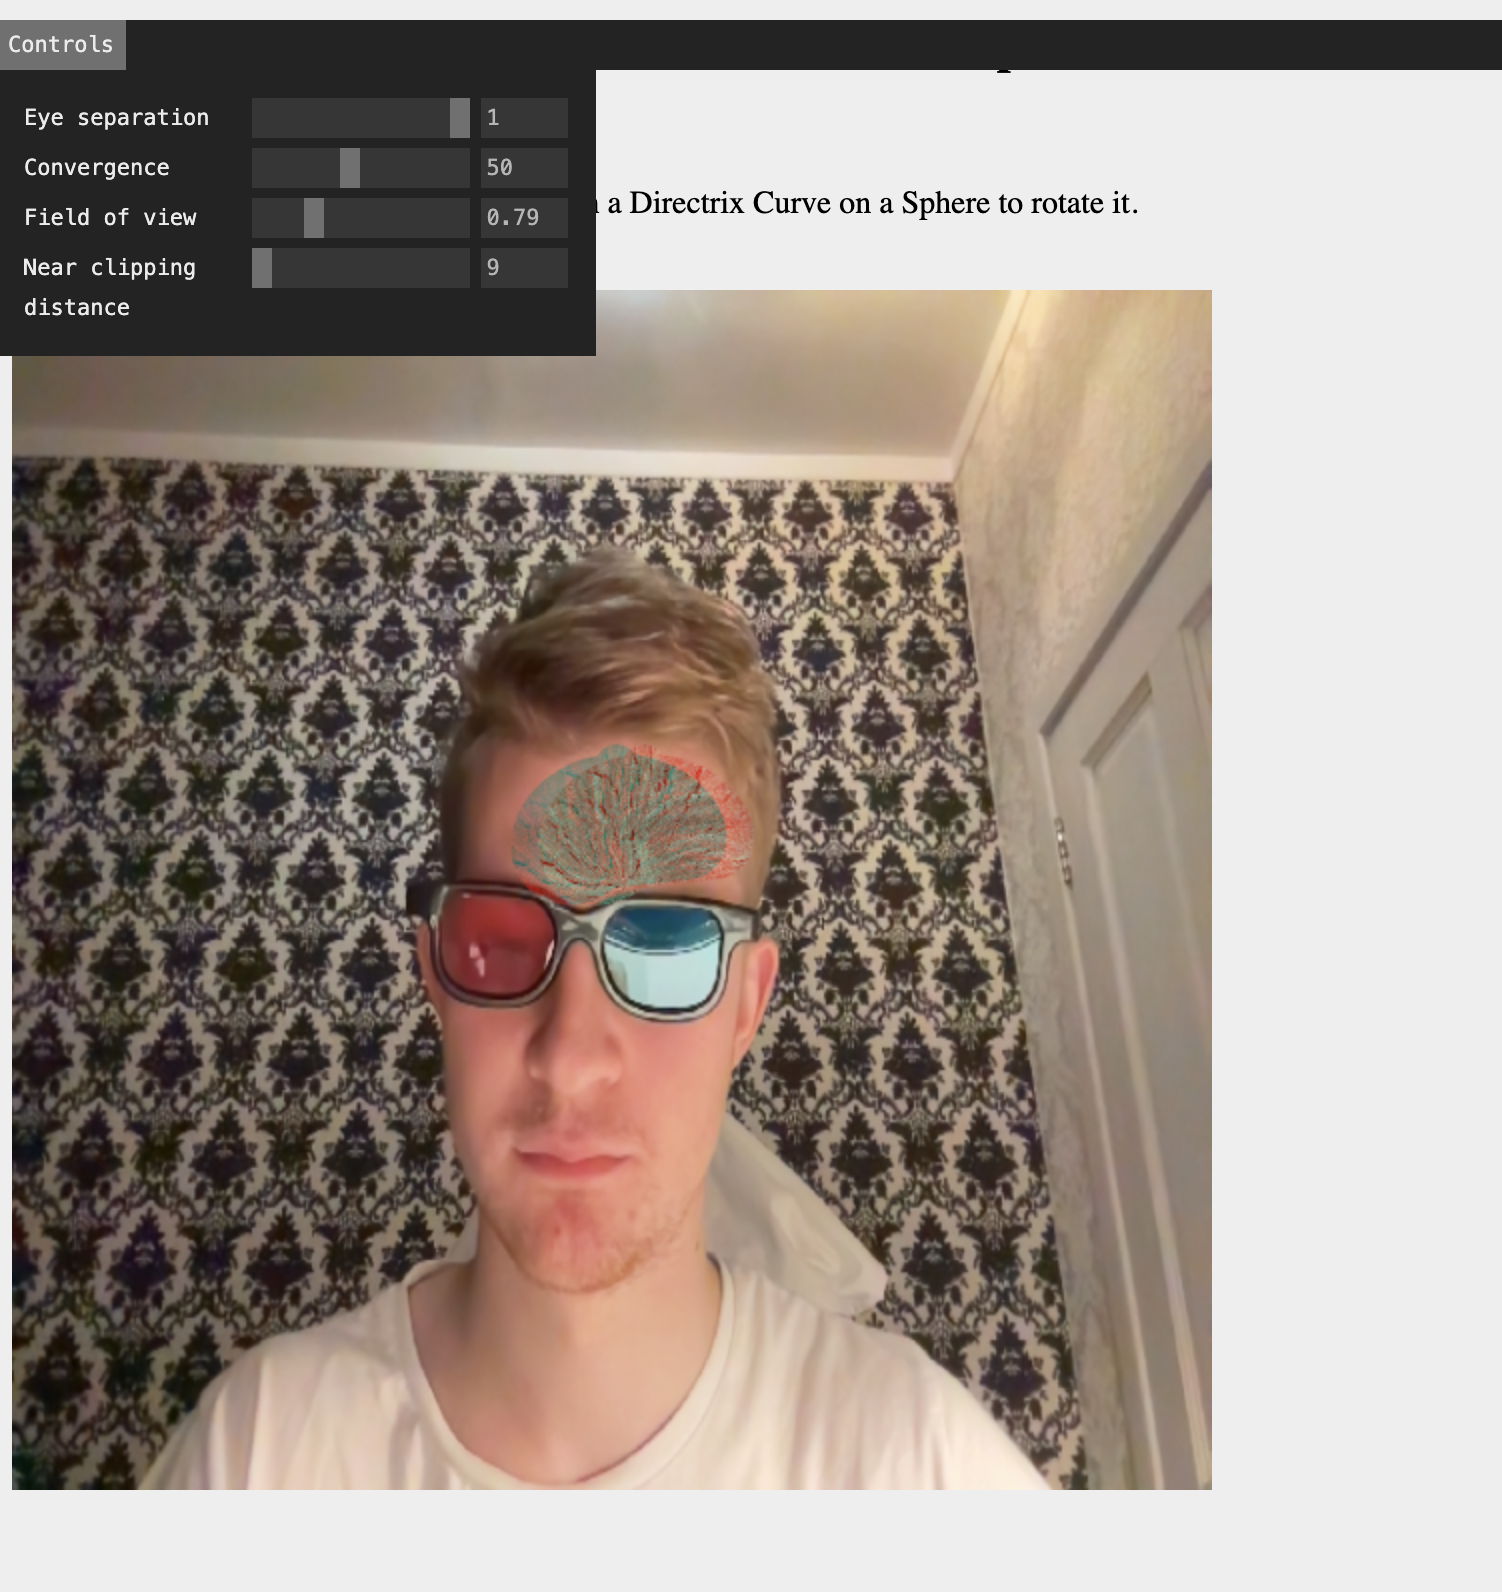 Controls
Eye separation 1
Convergence 50
a Directrix Curve on a Sphere to rotate it.
Field of view 0.79
Near clipping 9
distance